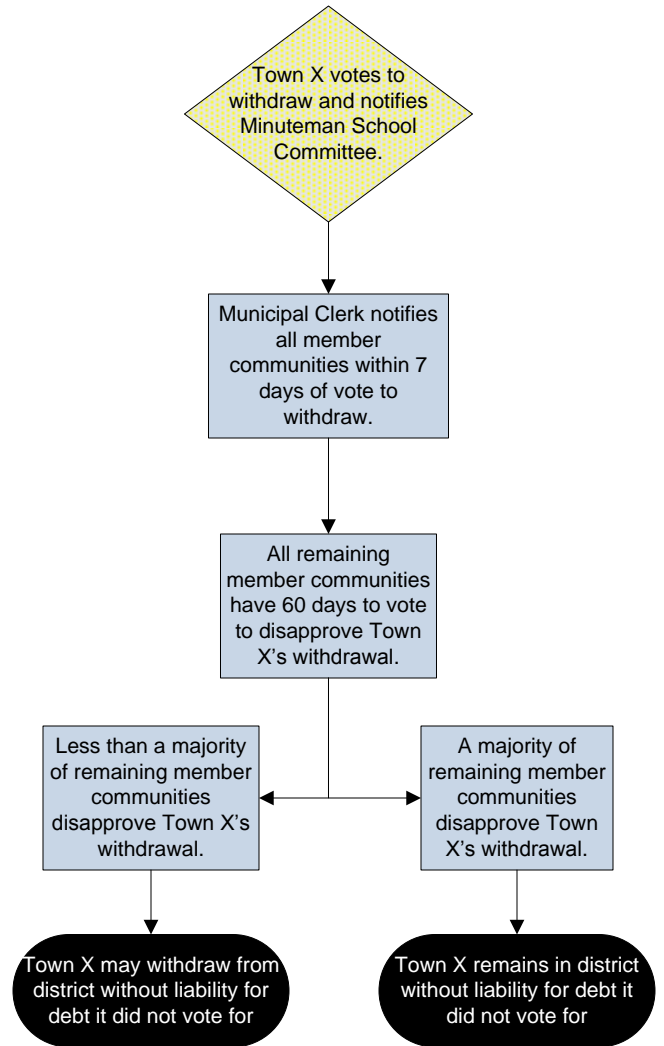 Town X votes to
withdraw and notifies
Minuteman School
Committee.
Municipal Clerk notifies
all member
communities within 7
days of vote to
withdraw.
All remaining
member communities
have 60 days to vote
to disapprove Town
X’s withdrawal.
Less than a majority
of remaining member
communities
disapprove Town X’s
withdrawal.
A majority of
remaining member
communities
disapprove Town
X’s withdrawal.
Town X may withdraw from
district without liability for
debt it did not vote for
Town X remains in district
without liability for debt it
did not vote for